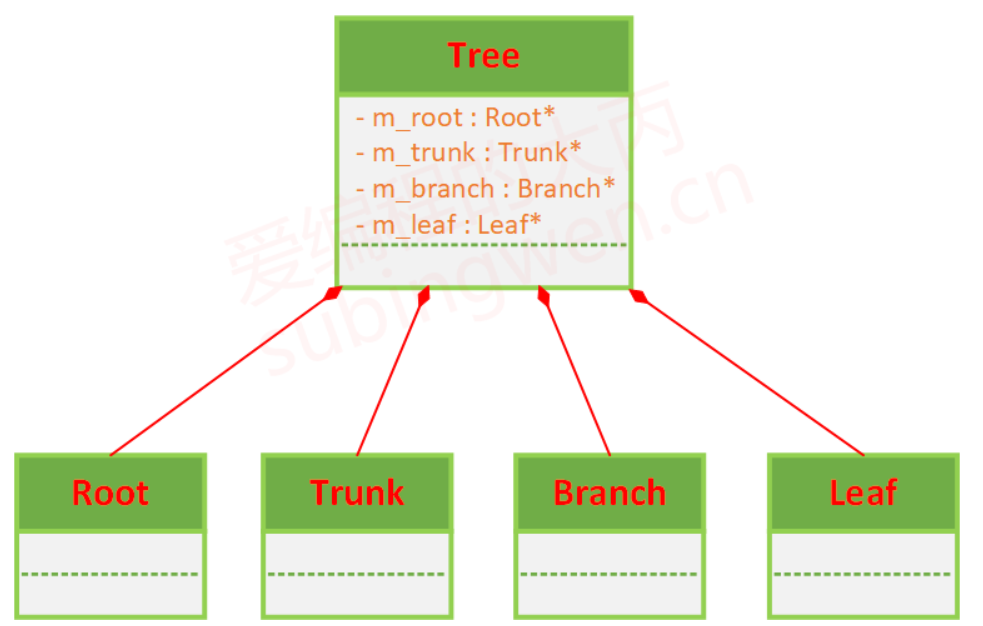 Tree
- m_root : Root*
- m_trunk : Trunk*
- m_branch : Branch*
- m_leaf : Leaf*
爱编程的大丙
subingwen.cn
Root
Trunk
Branch
Leaf